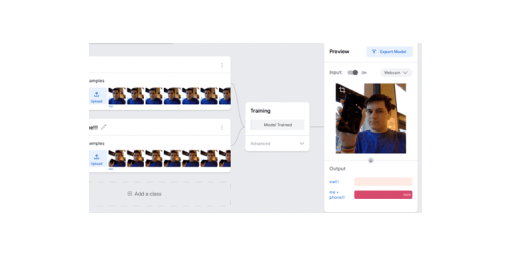 Preview
Export Model
Input
ON
Webcam
amples
Upload
Training
Model Trained
Advanced
me!!!
amples
Upload
Add a class
Output
me!!!
me +
phone!!!